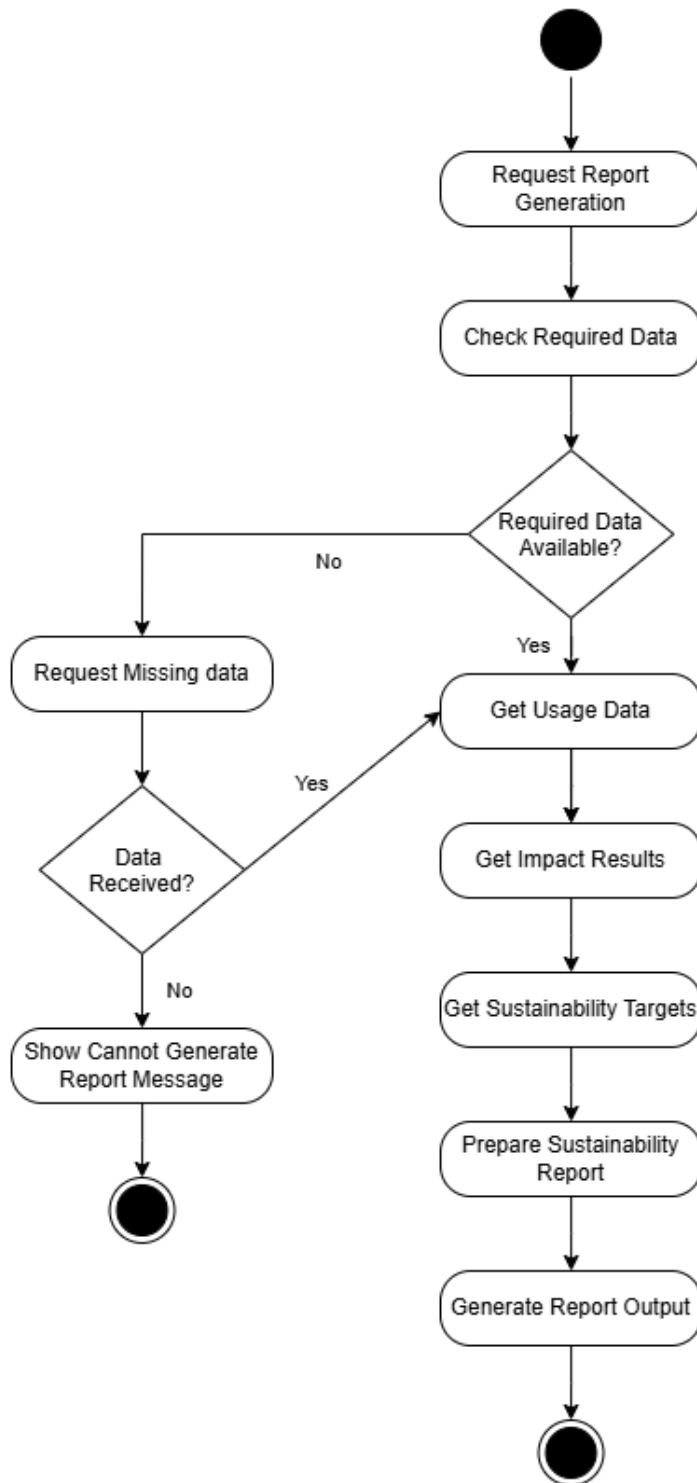 Request Report
Generation
Check Required Data
Required Data
Available?
No
Yes
Request Missing data
Get Usage Data
Yes
Data
Received?
Get Impact Results
No
Get Sustainability Targets
Show Cannot Generate
Report Message
Prepare Sustainability
Report
Generate Report Output